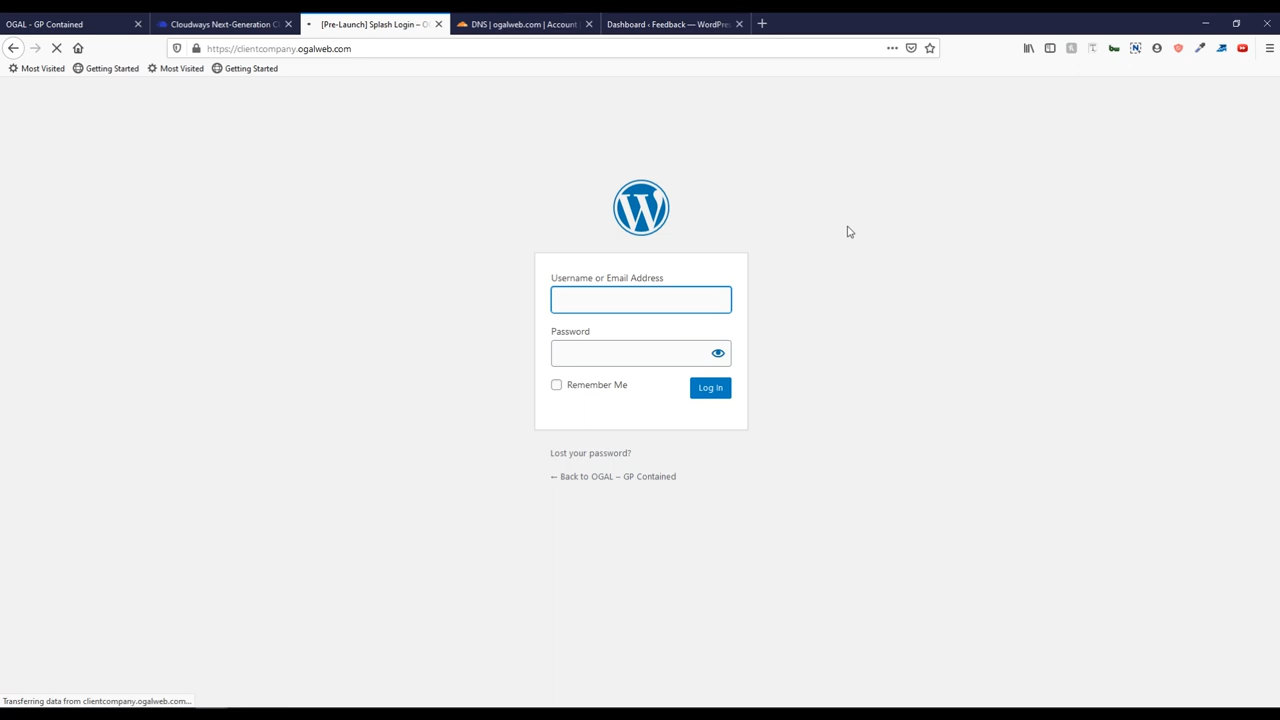 OGAL - GP Contained
Cloudways Next-Generation C
[Pre-Launch] Splash Login – O
DNS | ogalweb.com | Account
Dashboard ‹ Feedback — WordPres
https://clientcompany.ogalweb.com
Most Visited
Getting Started
Most Visited
Getting Started
Username or Email Address
Password
Remember Me
Log In
Lost your password?
← Back to OGAL – GP Contained
Transferring data from clientcompany.ogalweb.com...